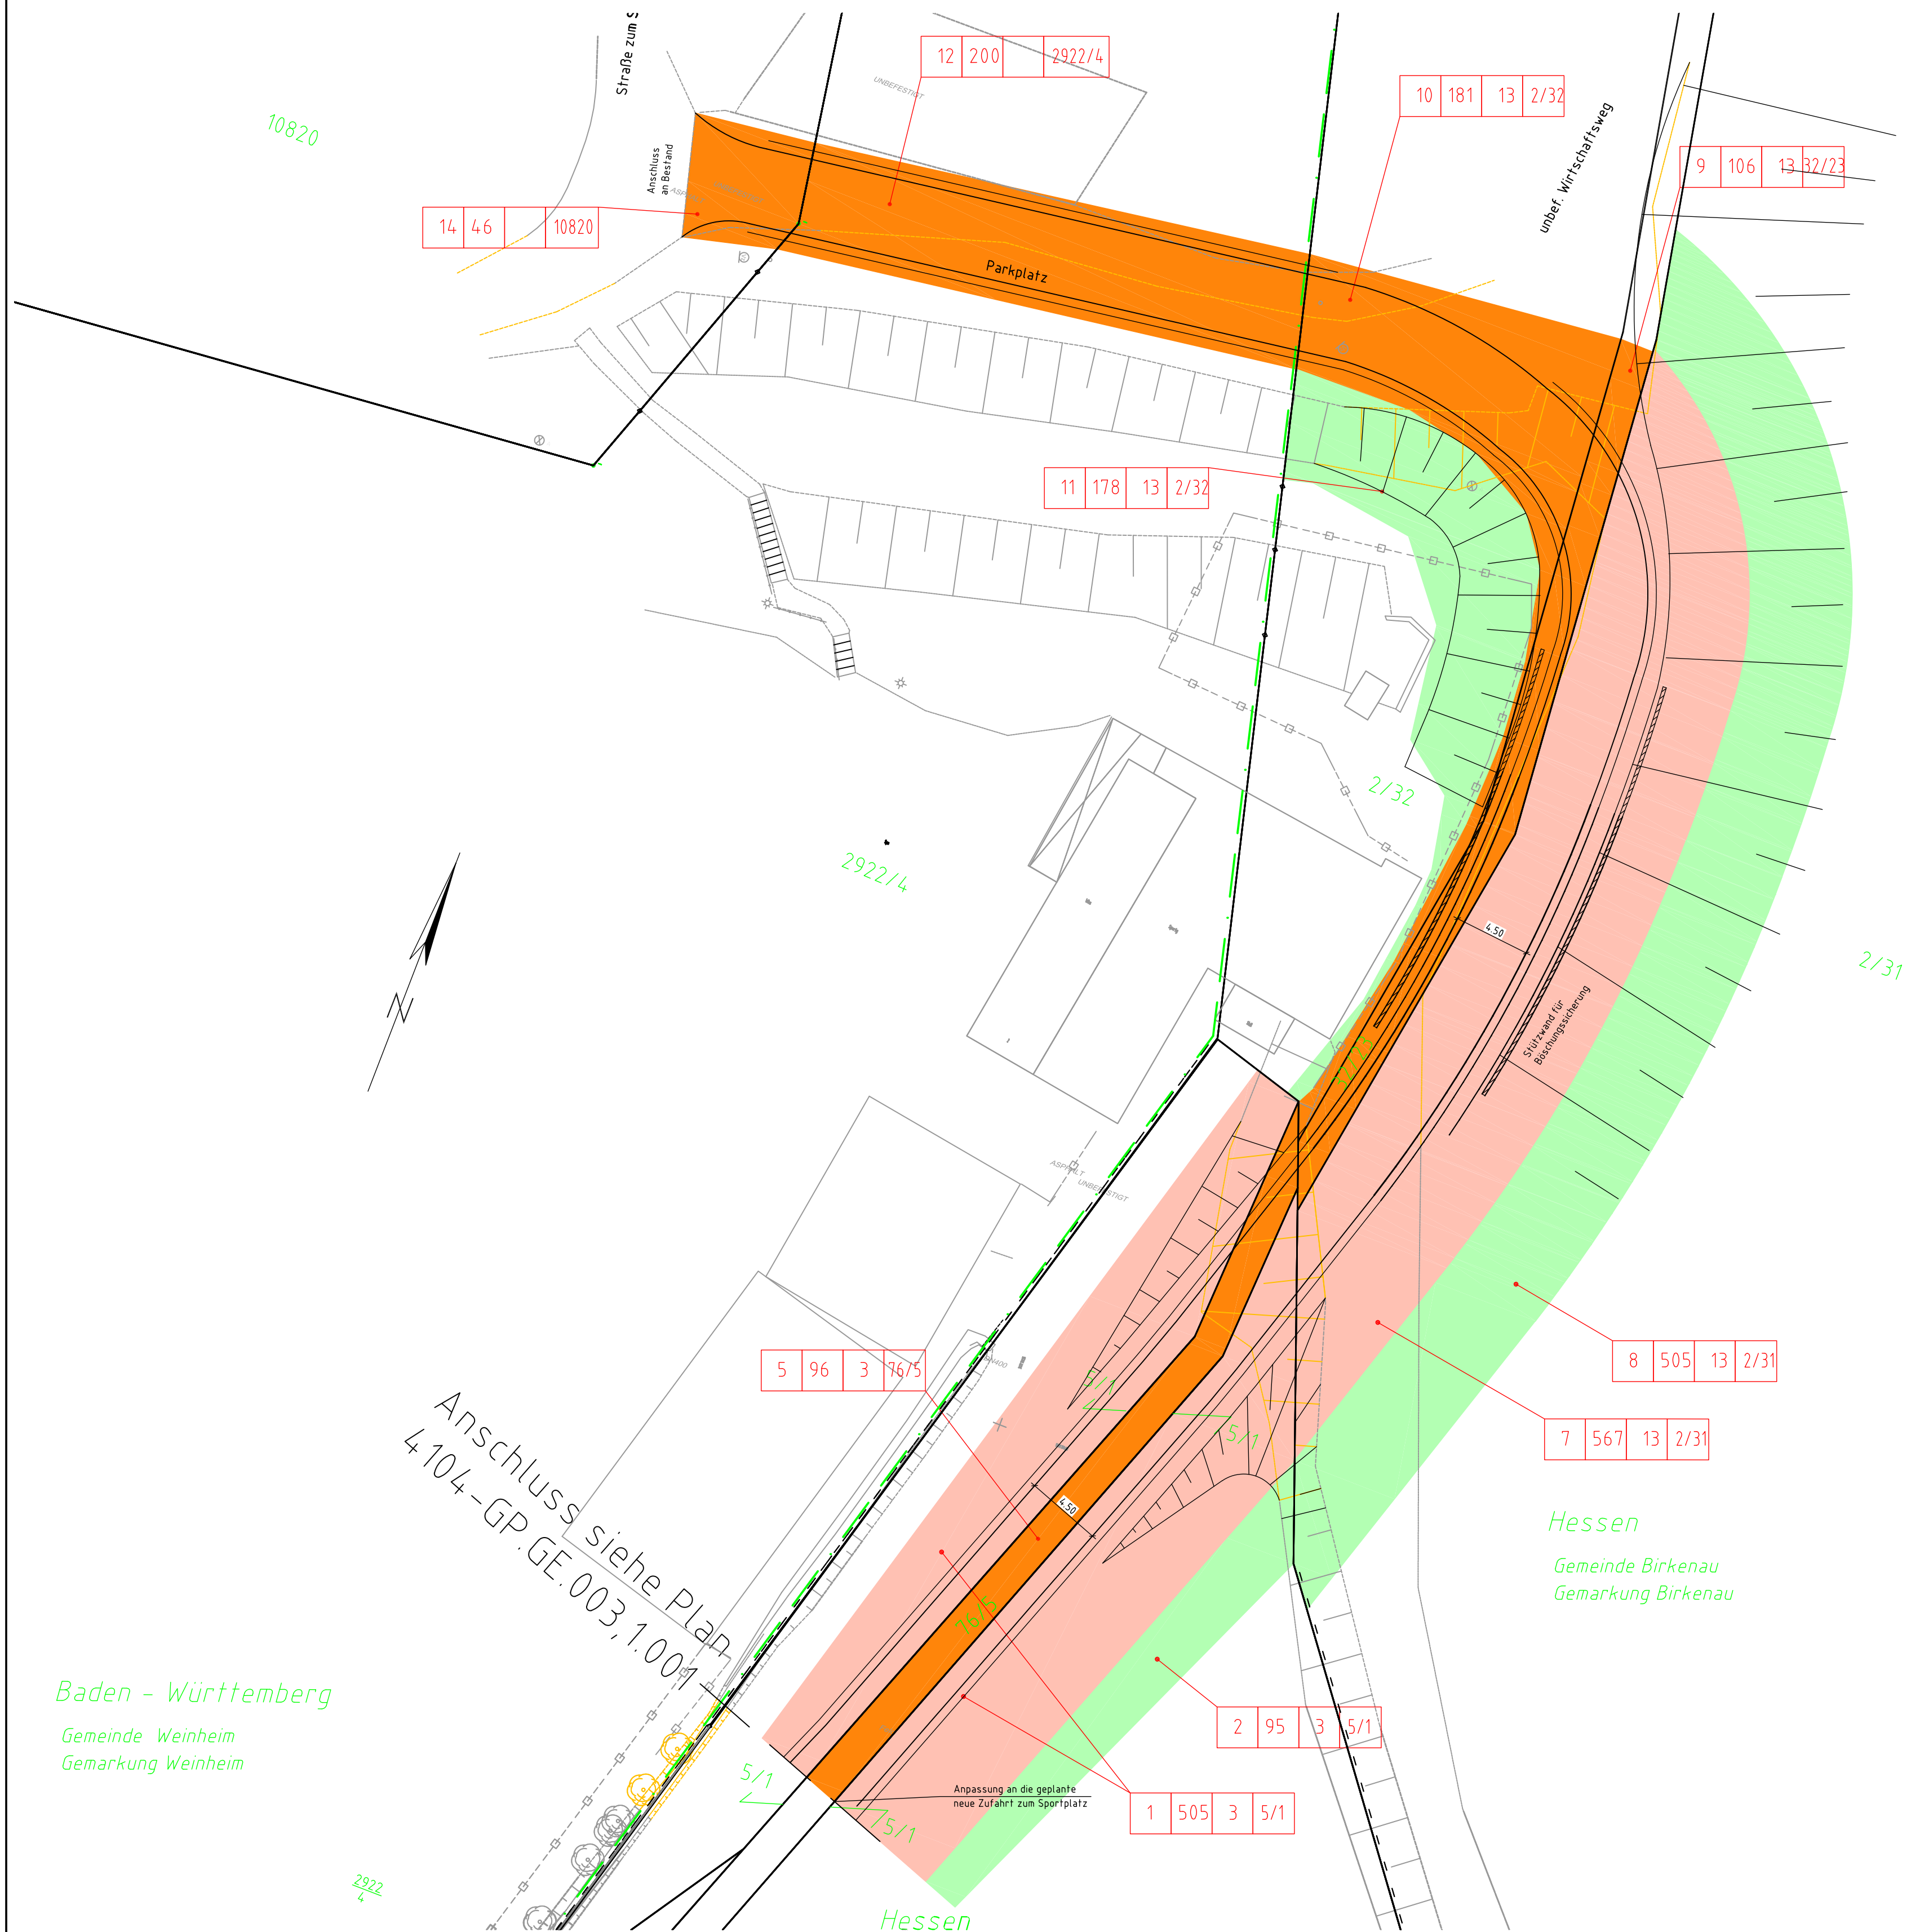 Straße zum S
12 200 2922/4
UNBEFESTIGT
10 181 13 2/32
unbef. Wirtschaftsweg
10820
Anschluss
an Bestand
9 106 13 32/23
14 46 10820
Parkplatz
11 178 13 2/32
2/32
2922/4
4.50
2/31
Stützwand für
Böschungssicherung
N
ASPHALT
UNBEFESTIGT
5 96 3 76/5
8 505 13 2/31
5/1
5/1
7 567 13 2/31
Anschluss siehe Plan
4104-GP.GE.003,1.001
4.50
Hessen
Gemeinde Birkenau
Gemarkung Birkenau
76/5
Baden - Württemberg
Gemeinde Weinheim
Gemarkung Weinheim
2 95 3 5/1
5/1
Anpassung an die geplante
neue Zufahrt zum Sportplatz
1 505 3 5/1
75/1
2922
4
Hessen